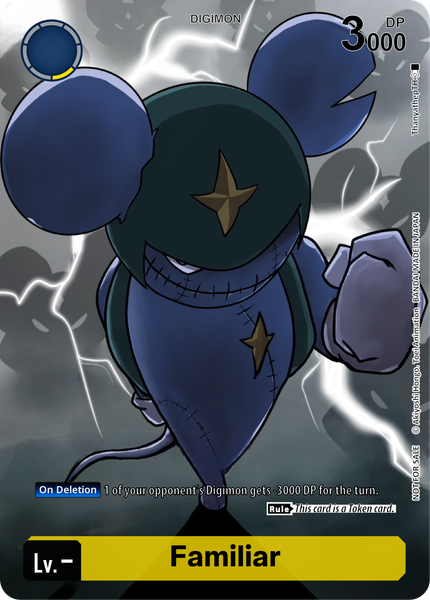 DIGIMON
DP
3000
ThanyathepTH
On Deletion 1 of your opponent's Digimon gets -3000 DP for the turn.
Rule This card is a Token card.
Lv.–
Familiar
NOT FOR SALE © Akiyoshi Hongo, Toei Animation BANDAI·MADE IN JAPAN